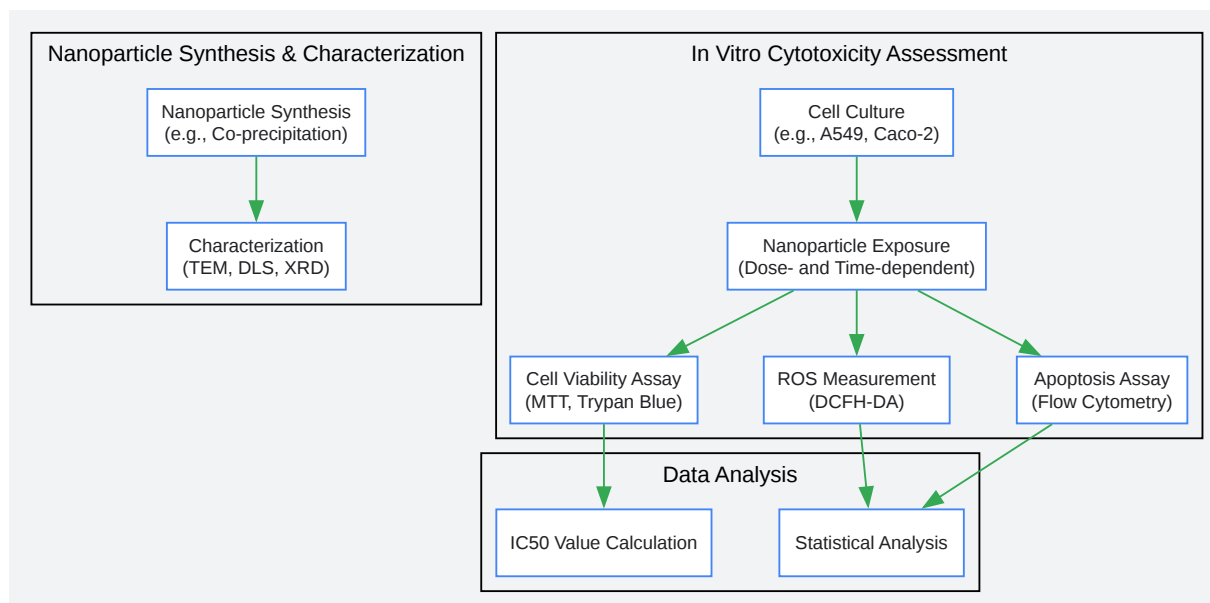 Nanoparticle Synthesis & Characterization
Nanoparticle Synthesis
(e.g., Co-precipitation)
Characterization
(TEM, DLS, XRD)
In Vitro Cytotoxicity Assessment
Cell Culture
(e.g., A549, Caco-2)
Nanoparticle Exposure
(Dose- and Time-dependent)
Cell Viability Assay
(MTT, Trypan Blue)
ROS Measurement
(DCFH-DA)
Apoptosis Assay
(Flow Cytometry)
Data Analysis
IC50 Value Calculation
Statistical Analysis